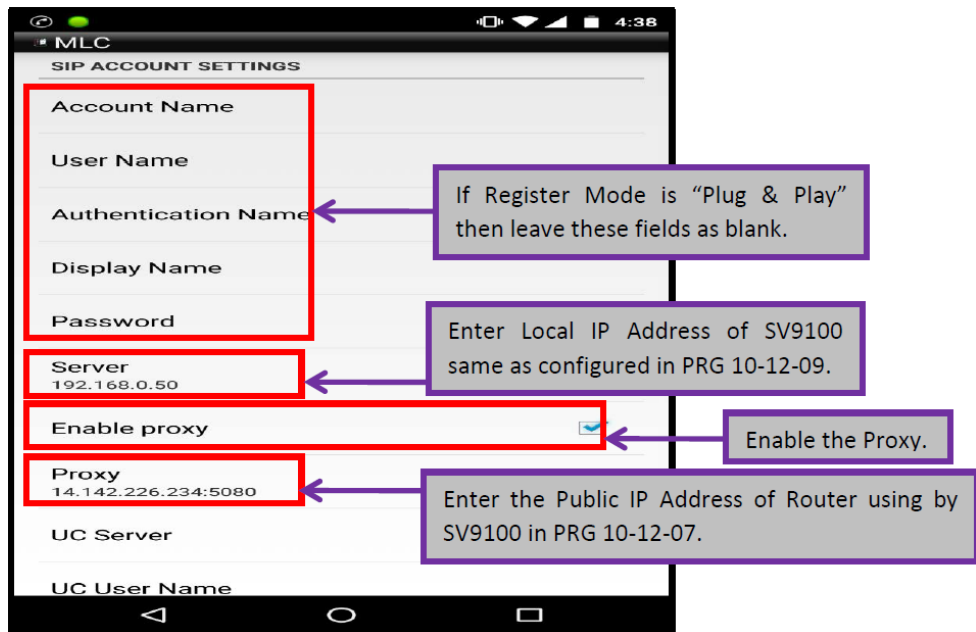 4:38
MLC
SIP ACCOUNT SETTINGS
Account Name
User Name
Authentication Name
Display Name
Password
Server
192.168.0.50
Enable proxy
Proxy
14.142.226.234:5080
UC Server
UC User Name
If Register Mode is “Plug & Play”
then leave these fields as blank.
Enter Local IP Address of SV9100
same as configured in PRG 10-12-09.
Enable the Proxy.
Enter the Public IP Address of Router using by
SV9100 in PRG 10-12-07.